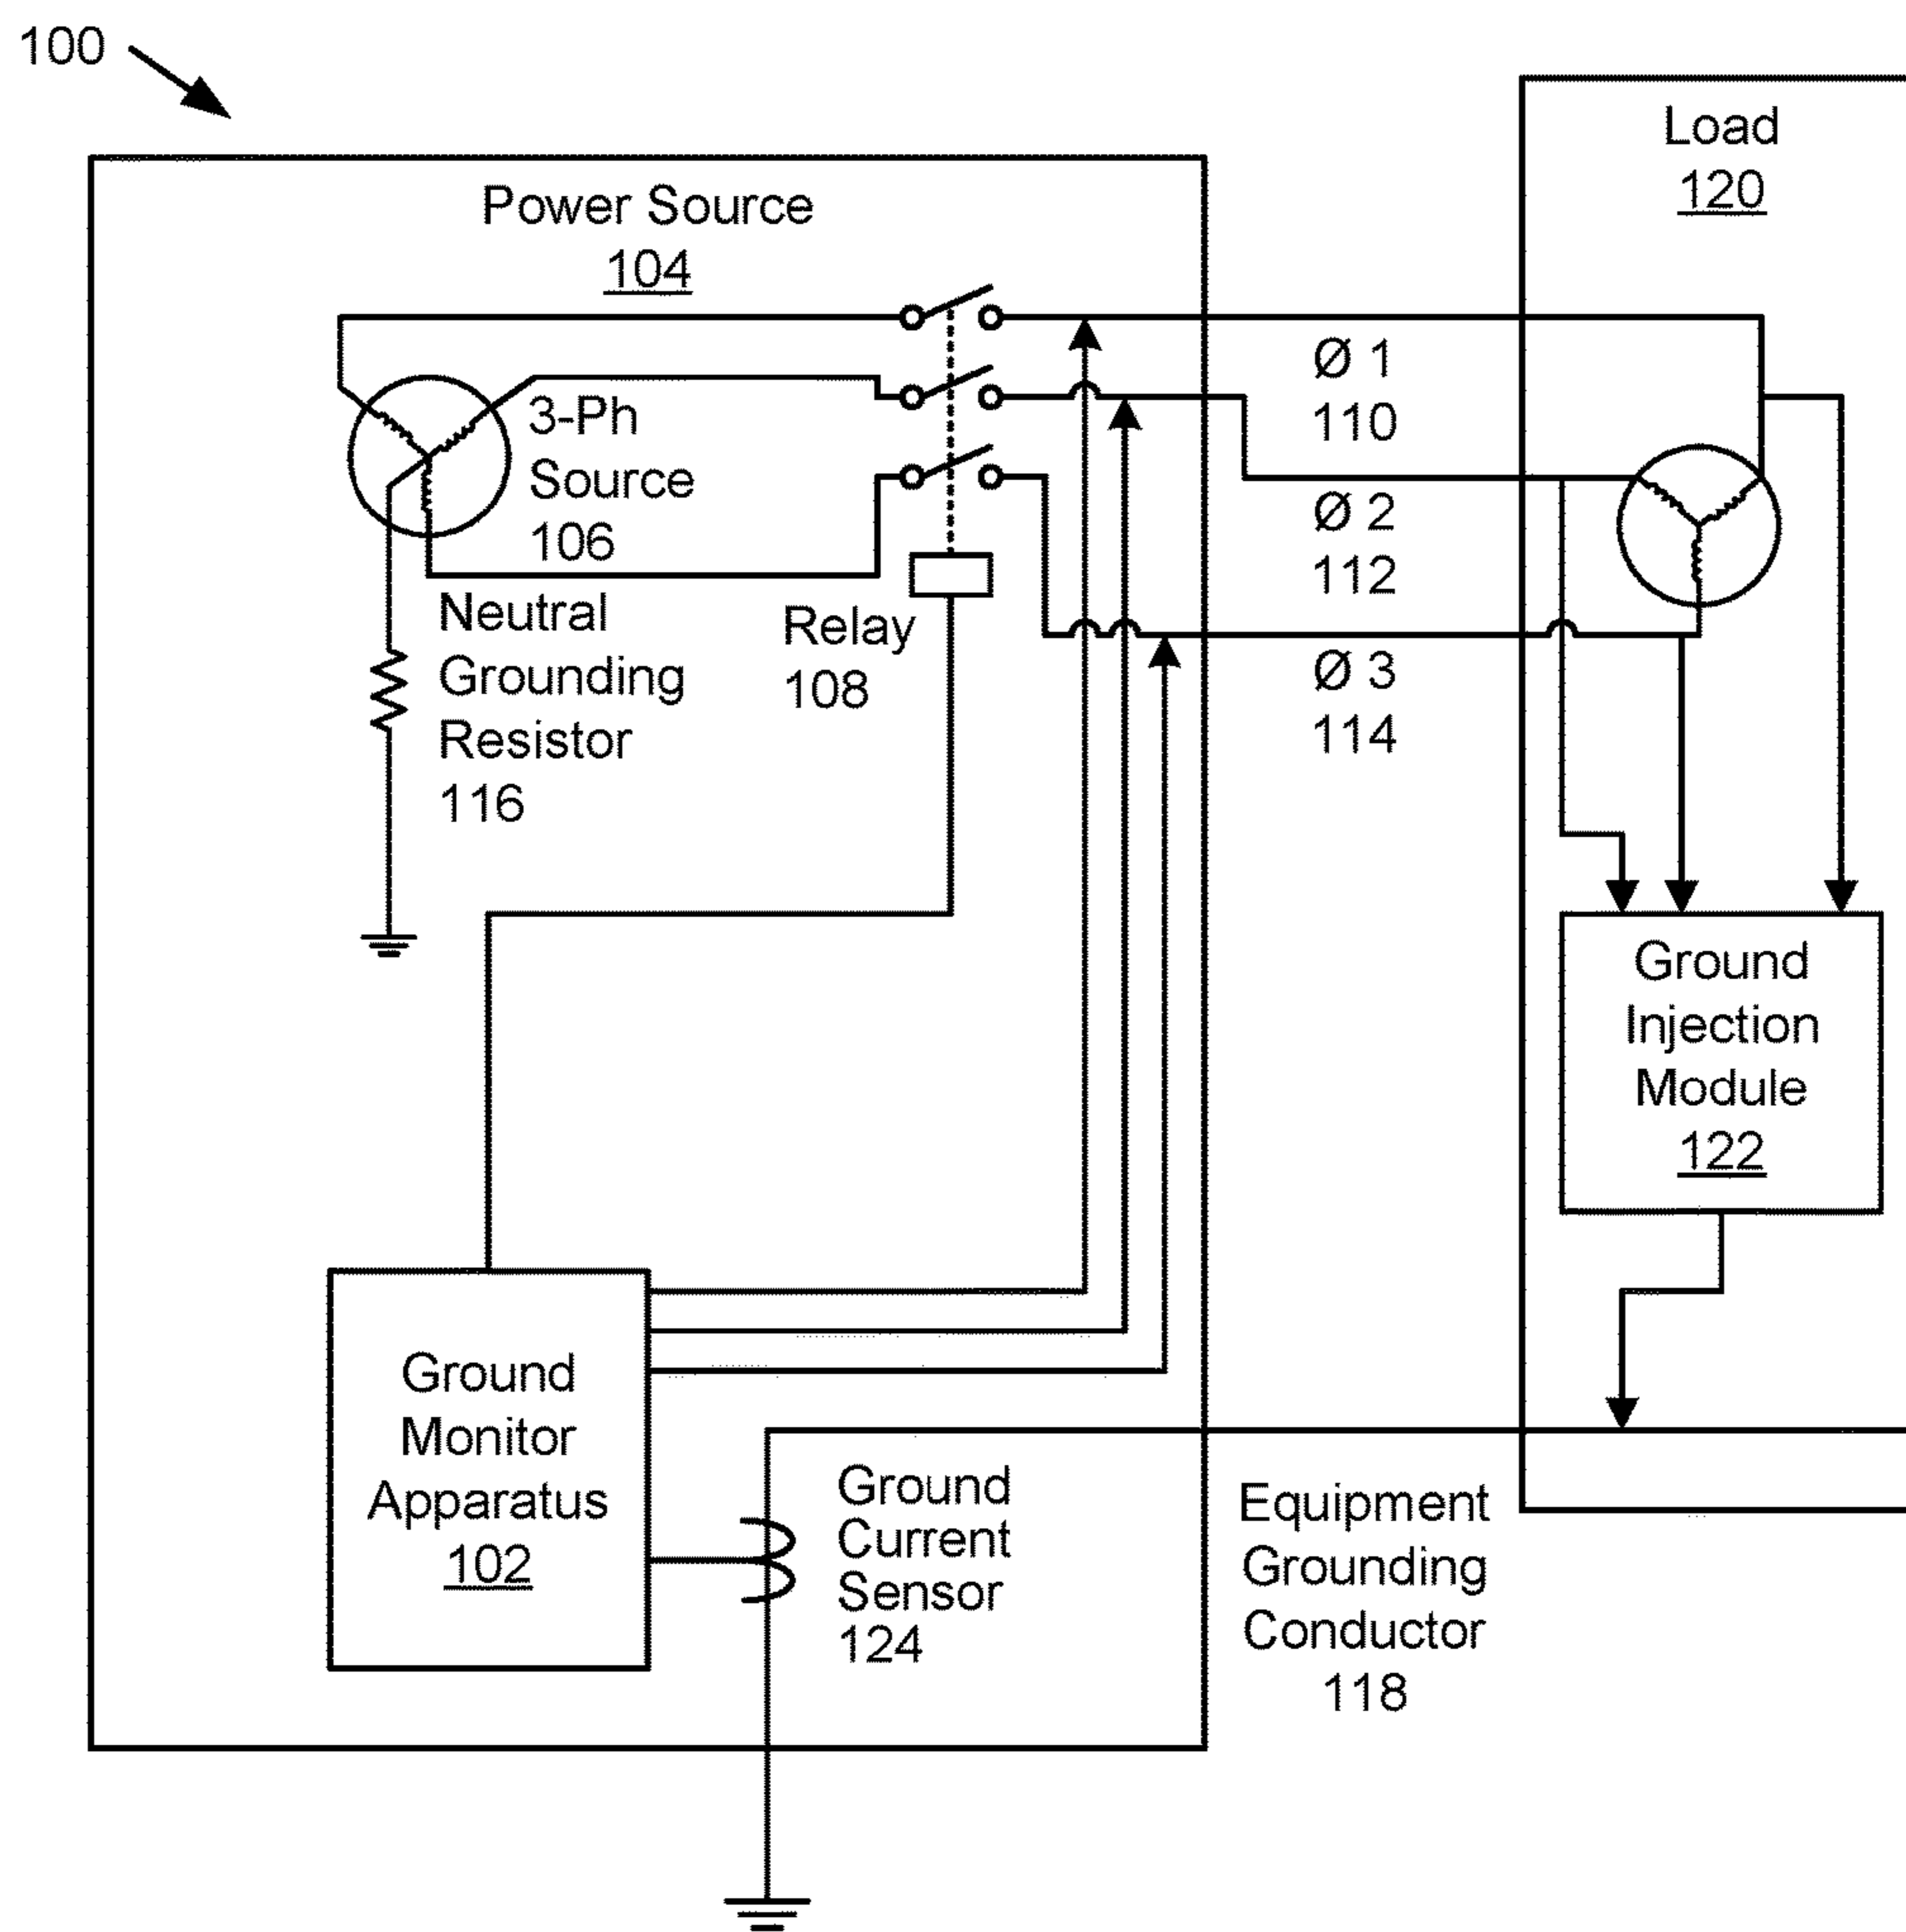 100
Power Source
104
Load
120
3-Ph
Source
106
Ø 1
110
Ø 2
112
Ø 3
114
Neutral
Grounding
Resistor
116
Relay
108
Ground
Injection
Module
122
Ground
Monitor
Apparatus
102
Ground
Current
Sensor
124
Equipment
Grounding
Conductor
118